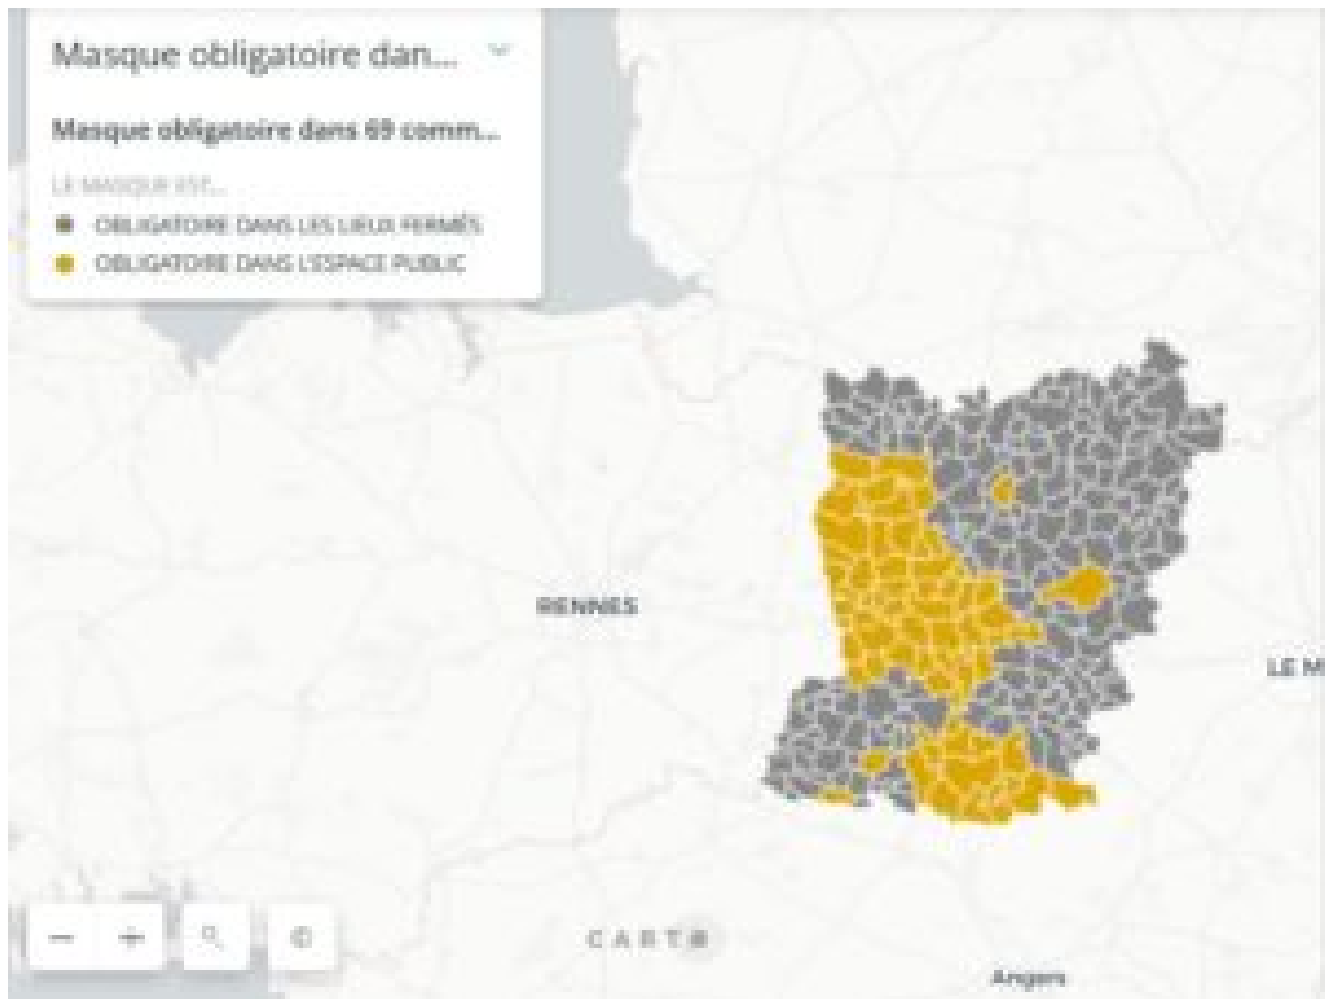 Masque obligatoire dan...
Masque obligatoire dans 69 comm...
LE MASQUE EST...
OBLIGATOIRE DANS LES LIEUX FERMÉS
OBLIGATOIRE DANS L'ESPACE PUBLIC
RENNES
LE M
CARTO
Angers